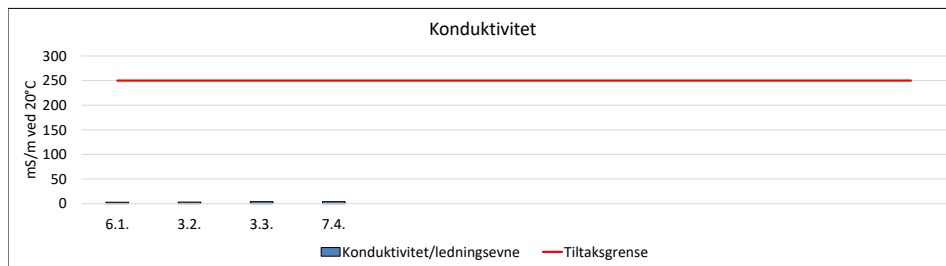 Konduktivitet
mS/m ved 20°C
300
250
200
150
100
50
0
6.1. 3.2. 3.3. 7.4.
Konduktivitet/ledningsevne Tiltaksgrense